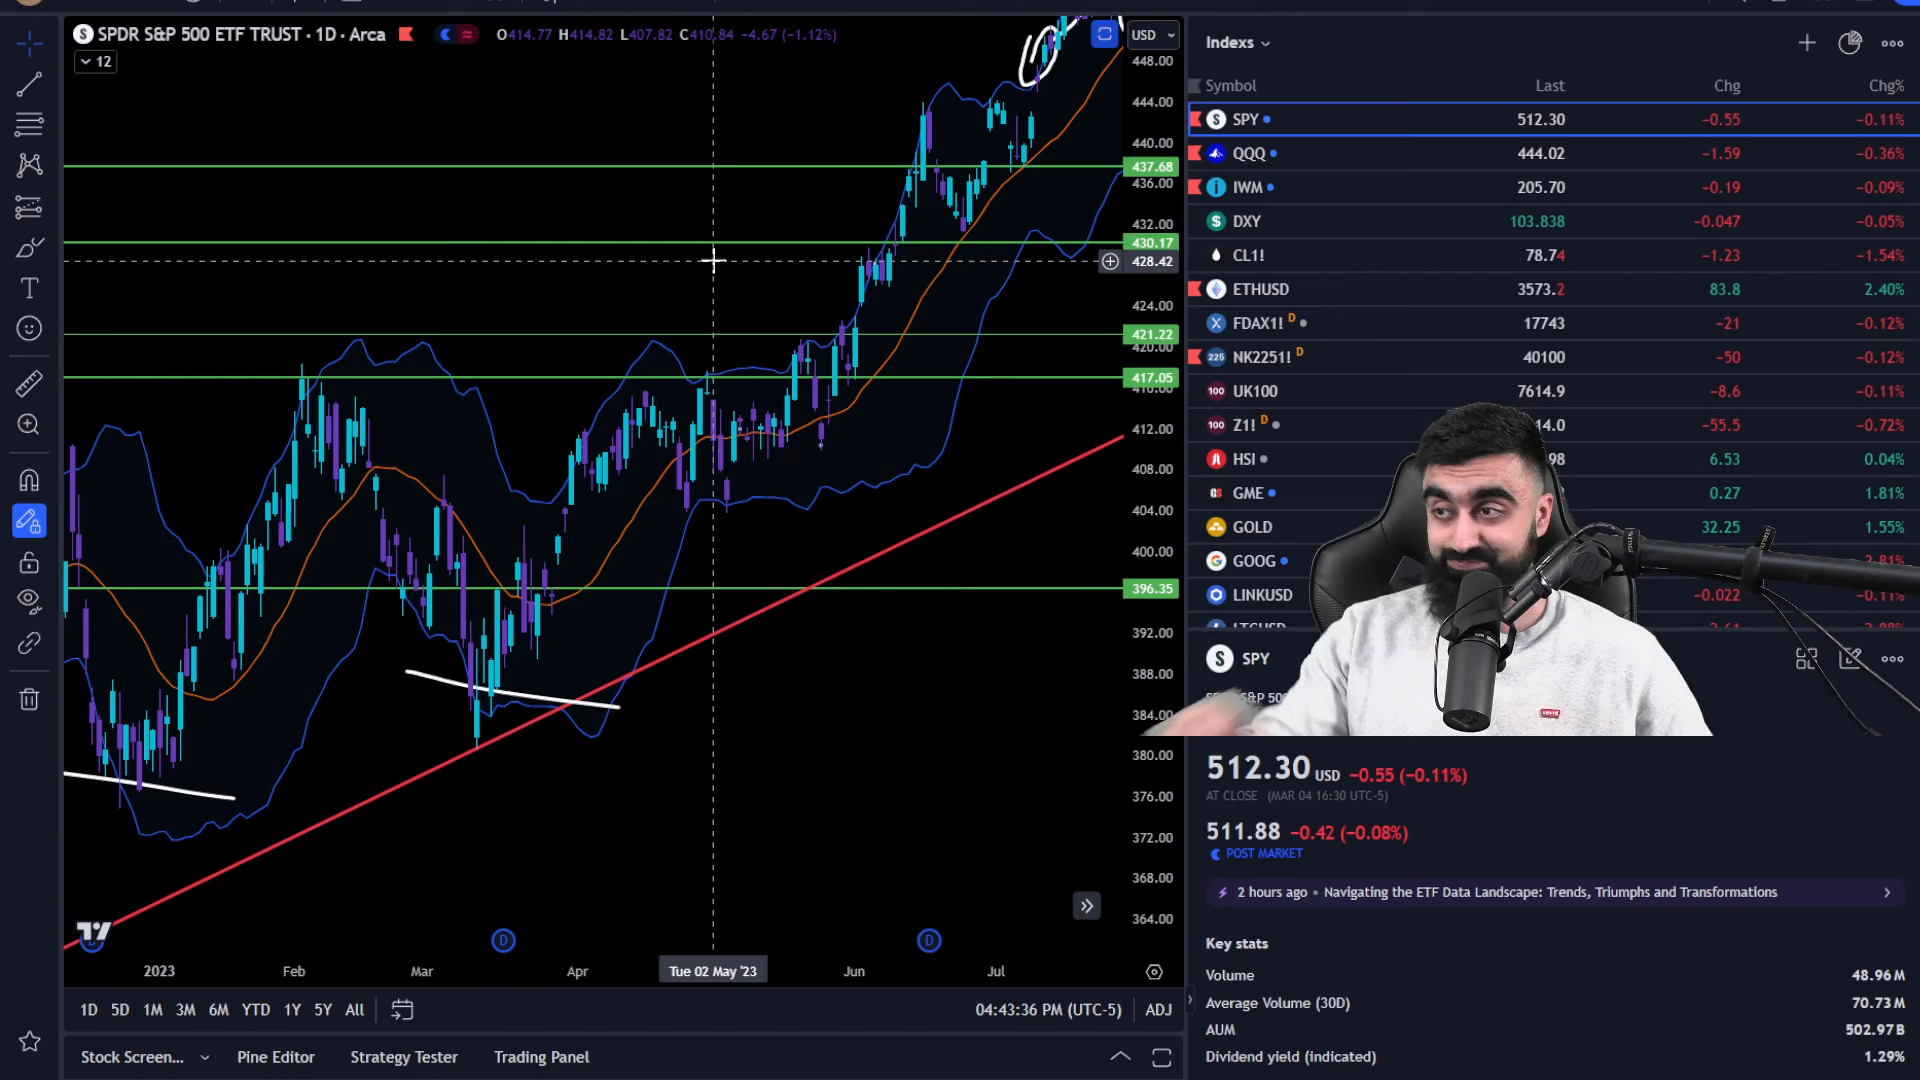 SPDR S&P 500 ETF TRUST · 1D · Arca O414.77 H414.82 L407.82 C410.84 −4.67 (−1.12%)
12
USD
448.00
444.00
440.00
437.68
436.00
432.00
430.17
428.42
424.00
421.22
420.00
417.05
416.00
412.00
408.00
404.00
400.00
396.35
392.00
388.00
384.00
380.00
376.00
372.00
368.00
364.00
D D D
2023 Feb Mar Apr Tue 02 May '23 Jun Jul
1D 5D 1M 3M 6M YTD 1Y 5Y All 04:43:36 PM (UTC-5) ADJ
Stock Screen... Pine Editor Strategy Tester Trading Panel
Indexs
Symbol Last Chg Chg%
SPY 512.30 −0.55 −0.11%
QQQ 444.02 −1.59 −0.36%
IWM 205.70 −0.19 −0.09%
DXY 103.838 −0.047 −0.05%
CL1! 78.74 −1.23 −1.54%
ETHUSD 3573.2 83.8 2.40%
FDAX1! D 17743 −21 −0.12%
225 NK2251! D 40100 −50 −0.12%
100 UK100 7614.9 −8.6 −0.11%
100 Z1! D 14.0 −55.5 −0.72%
HSI 98 6.53 0.04%
GME 0.27 1.81%
GOLD 32.25 1.55%
GOOG 2.81%
LINKUSD −0.022 −0.11%
S SPY
Levi's
512.30 USD −0.55 (−0.11%)
AT CLOSE (MAR 04 16:30 UTC-5)
511.88 −0.42 (−0.08%)
POST MARKET
2 hours ago • Navigating the ETF Data Landscape: Trends, Triumphs and Transformations
Key stats
Volume 48.96M
Average Volume (30D) 70.73M
AUM 502.97B
Dividend yield (indicated) 1.29%